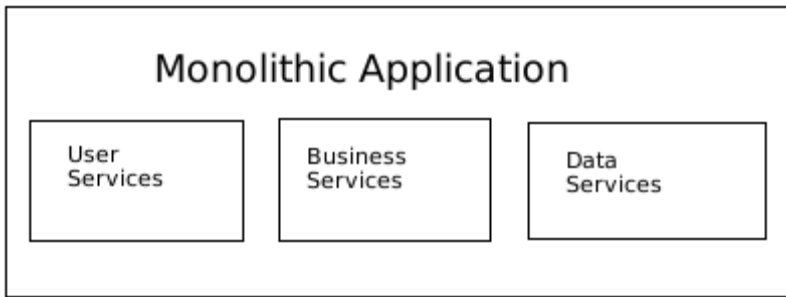 Monolithic Application
User
Services
Business
Services
Data
Services